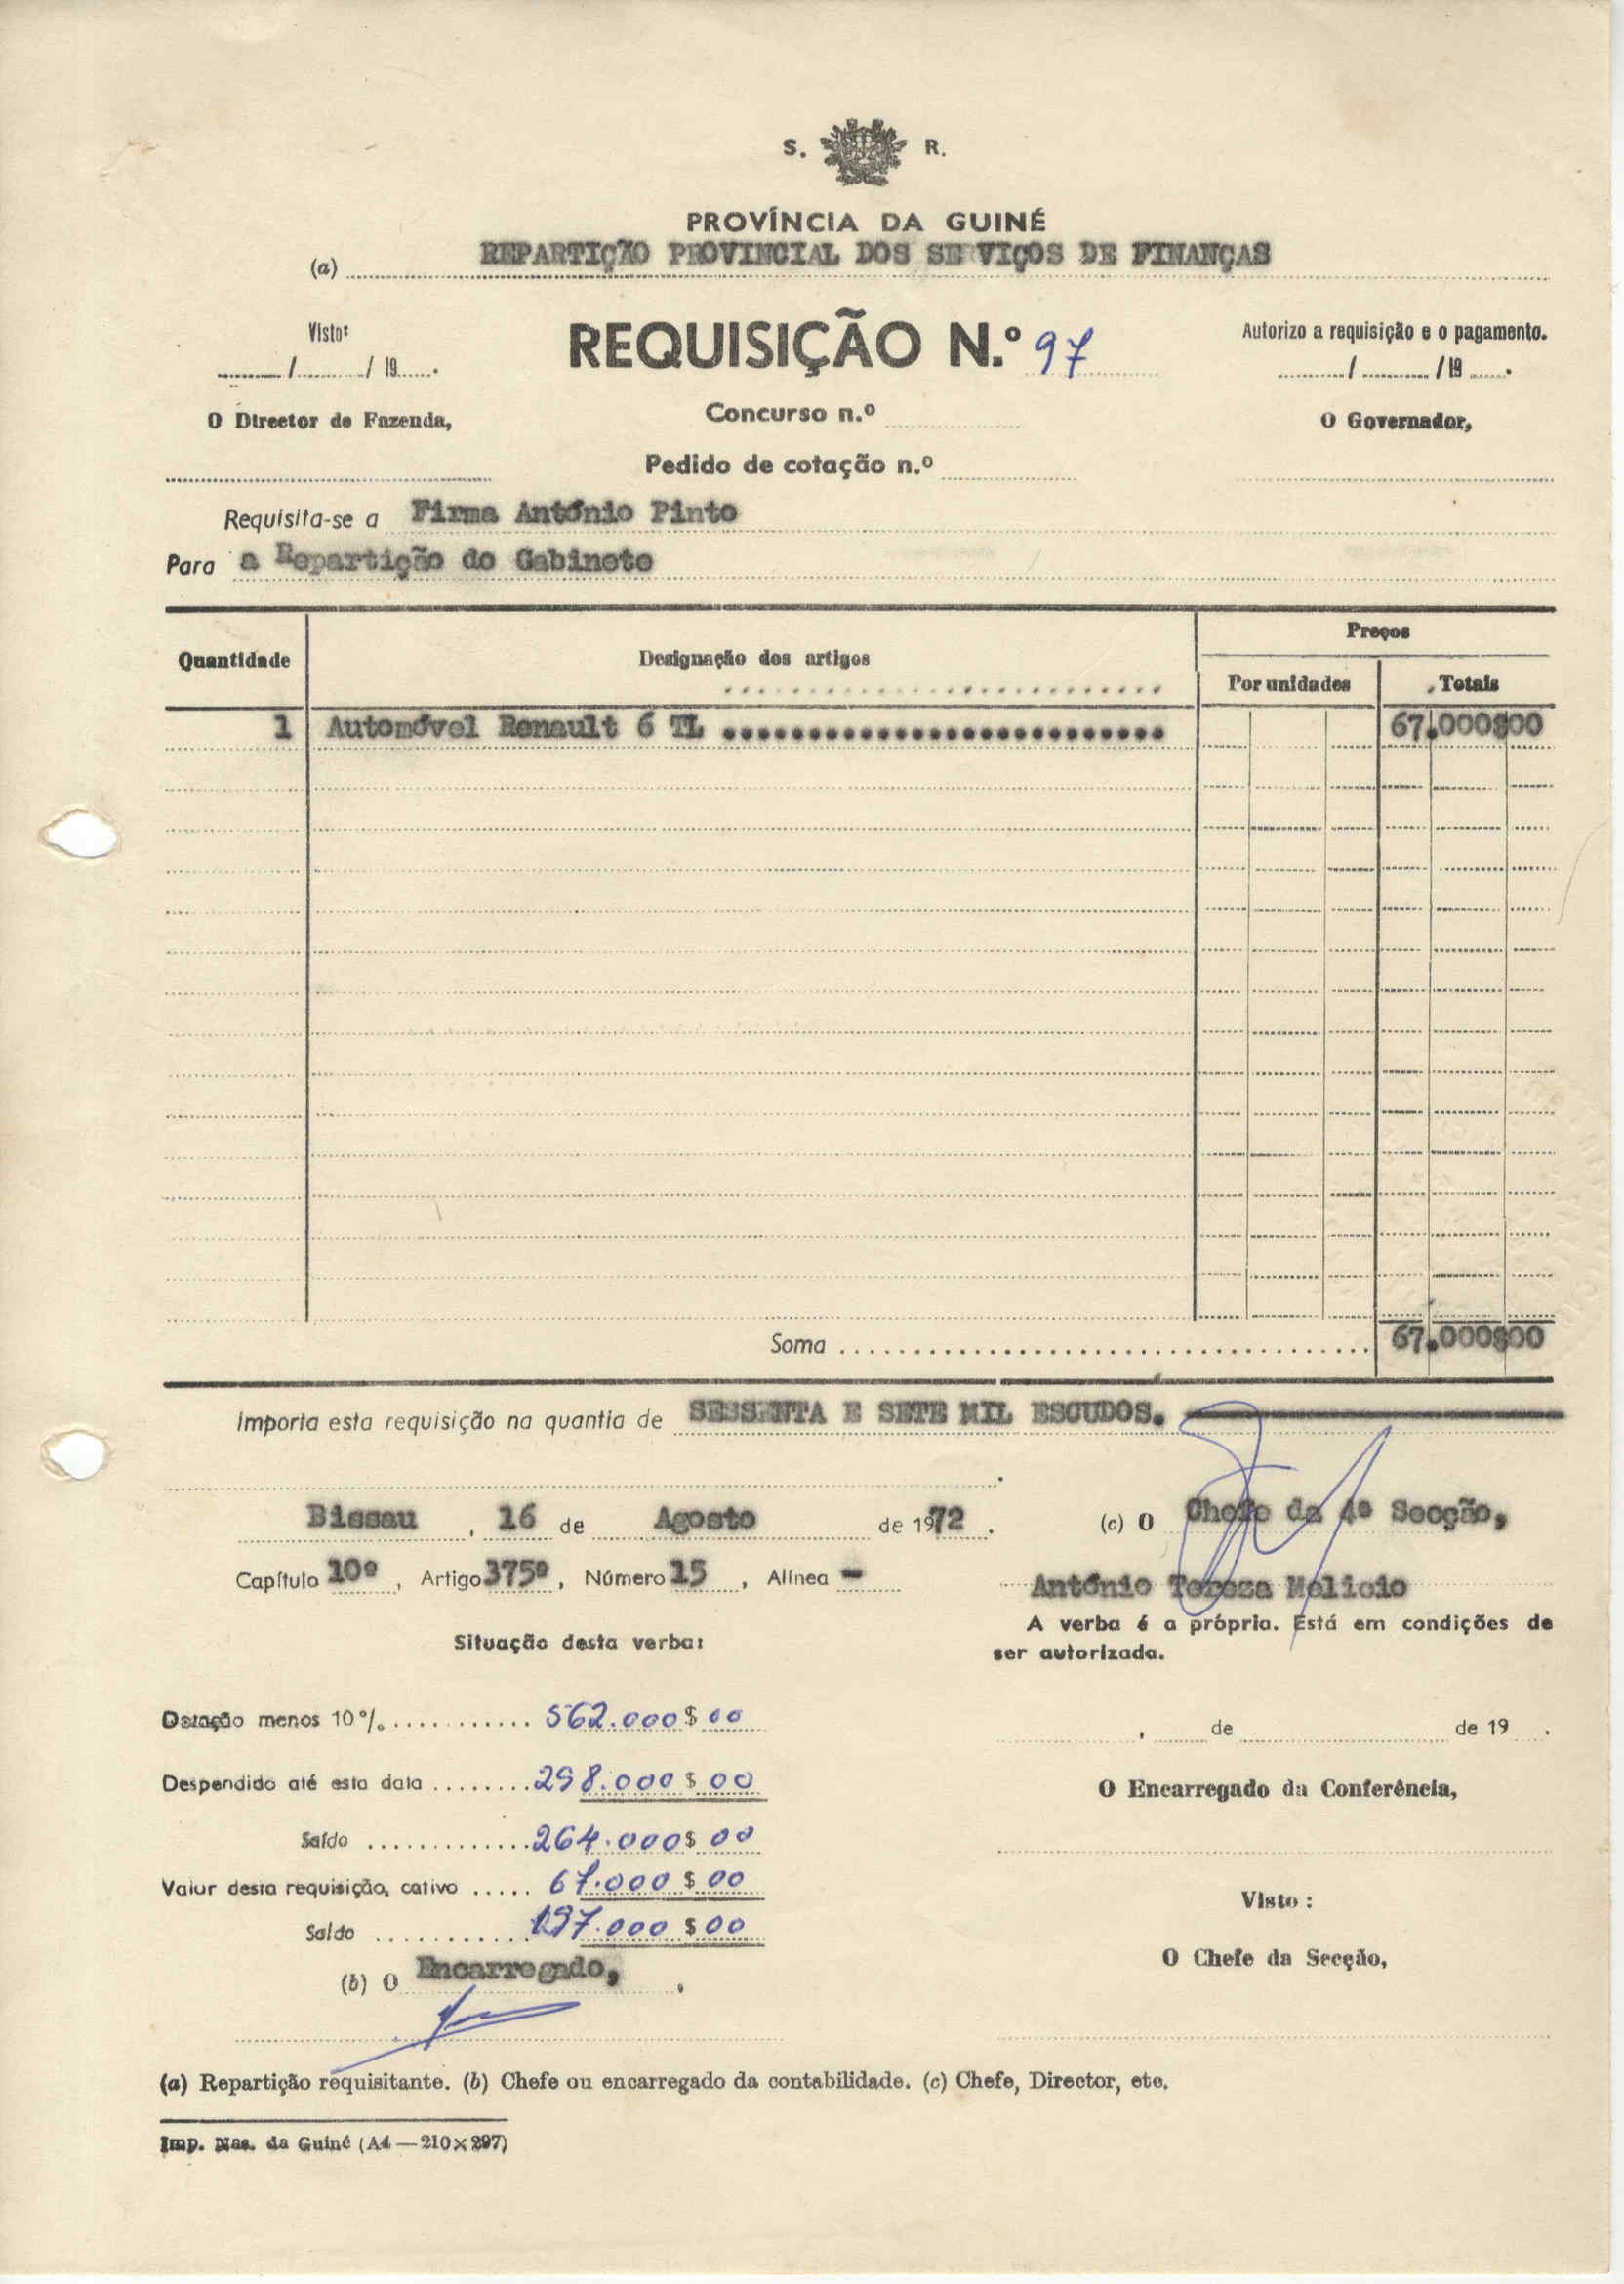 S. R.
PROVÍNCIA DA GUINÉ
(a) REPARTIÇÃO PROVINCIAL DOS SERVIÇOS DE FINANÇAS
Visto:
/ / 19 .
O Director de Fazenda,
REQUISIÇÃO N.º 97
Concurso n.º
Pedido de cotação n.º
Autorizo a requisição e o pagamento.
/ / 19 .
O Governador,
Requisita-se a Firma António Pinto
Para a Repartição do Gabinete
Quantidade Designação dos artigos Preços
Por unidades Totais
1 Automóvel Renault 6 TL .............................. 67.000$00
Soma .................................... 67.000$00
Importa esta requisição na quantia de SESSENTA E SETE MIL ESCUDOS.
Bissau , 16 de Agosto de 1972 .
Capítulo 10º , Artigo 375º , Número 15 , Alínea -
(c) O Chefe da 4ª Secção,
António Tereza Melicio
A verba é a própria. Está em condições de
ser autorizada.
Situação desta verba:
Dotação menos 10% ........... 562.000$00
Despendido até esta data ........ 298.000$00
Saldo ............. 264.000$00
Valor desta requisição, cativo ..... 67.000$00
Saldo ........... 197.000$00
(b) O Encarregado,
, de de 19 .
O Encarregado da Conferência,
Visto :
O Chefe da Secção,
(a) Repartição requisitante. (b) Chefe ou encarregado da contabilidade. (c) Chefe, Director, etc.
Imp. Nac. da Guiné (A4 — 210×297)